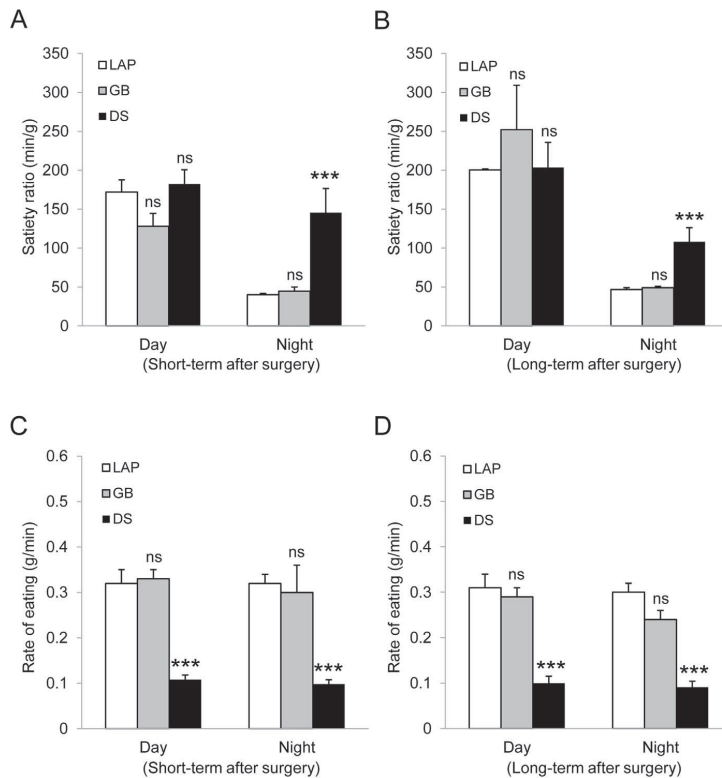 A
Satiety ratio (min/g)
350
300
250
200
150
100
50
0
LAP
GB
DS
ns
ns
ns
***
Day
Night
(Short-term after surgery)
B
Satiety ratio (min/g)
350
300
250
200
150
100
50
0
LAP
GB
DS
ns
ns
ns
***
Day
Night
(Long-term after surgery)
C
Rate of eating (g/min)
0.6
0.5
0.4
0.3
0.2
0.1
0
LAP
GB
DS
ns
***
ns
***
Day
Night
(Short-term after surgery)
D
Rate of eating (g/min)
0.6
0.5
0.4
0.3
0.2
0.1
0
LAP
GB
DS
ns
***
ns
***
Day
Night
(Long-term after surgery)